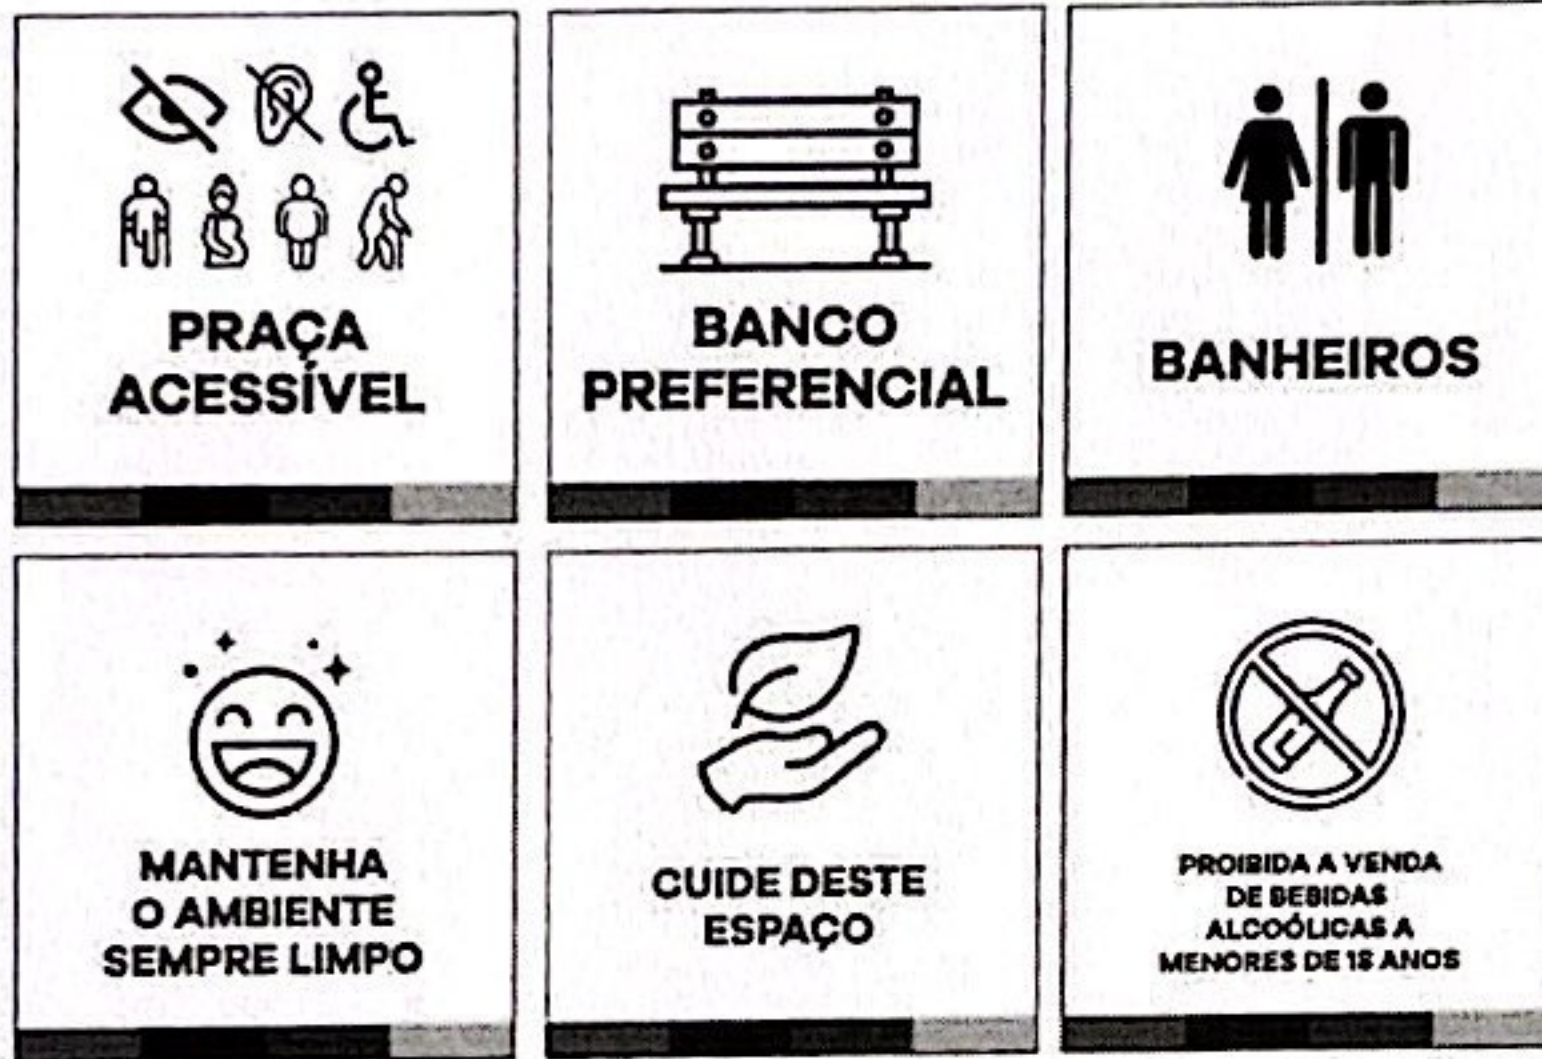 PRAÇA
ACESSÍVEL
BANCO
PREFERENCIAL
BANHEIROS
MANTENHA
O AMBIENTE
SEMPRE LIMPO
CUIDE DESTE
ESPAÇO
PROIBIDA A VENDA
DE BEBIDAS
ALCOÓLICAS A
MENORES DE 18 ANOS